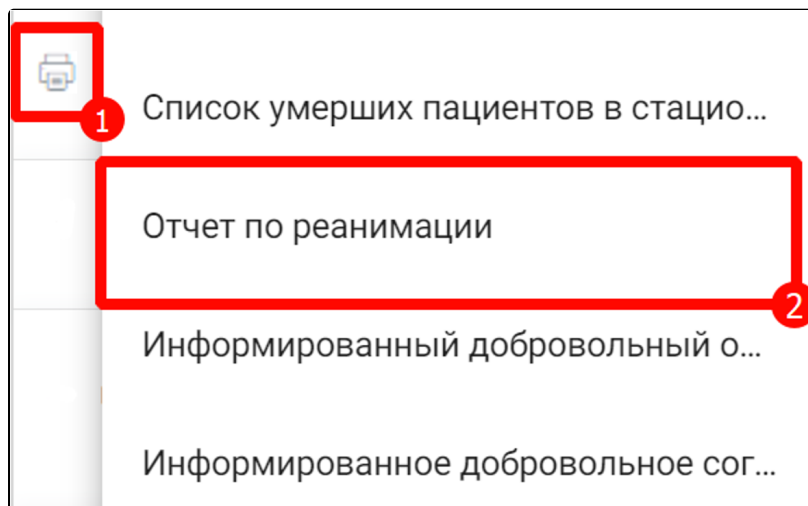 1
Список умерших пациентов в стацио...
Отчет по реанимации
2
Информированный добровольный о...
Информированное добровольное сог...